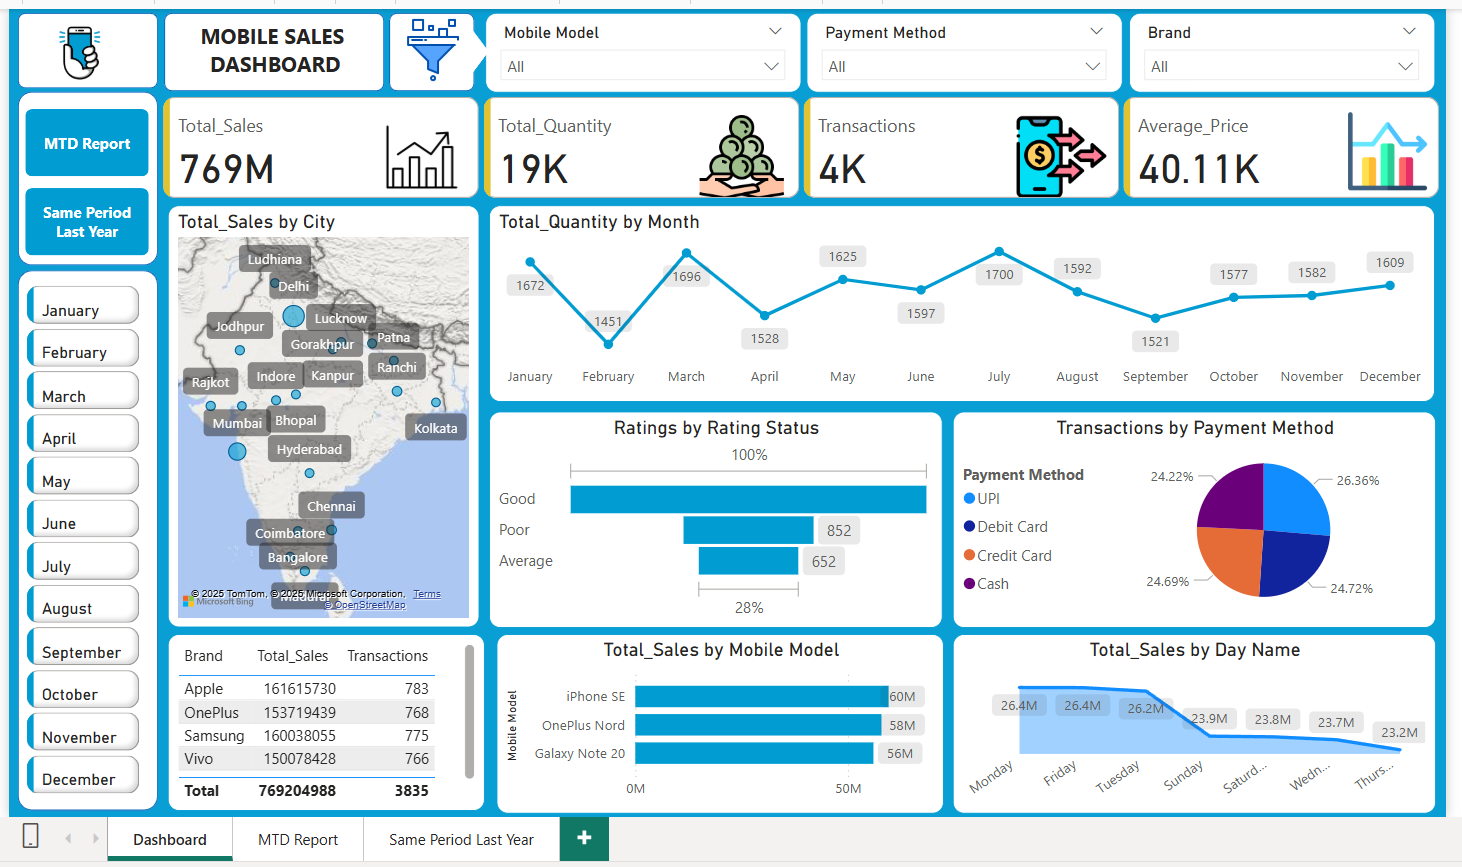 MOBILE SALES
DASHBOARD
Mobile Model
All
Payment Method
All
Brand
All
MTD Report
Same Period
Last Year
Total_Sales
769M
Total_Quantity
19K
Transactions
4K
Average_Price
40.11K
January
February
March
April
May
June
July
August
September
October
November
December
Total_Sales by City
Ludhiana
Delhi
Lucknow
Jodhpur
Gorakhpur
Patna
Ranchi
Rajkot
Indore
Kanpur
Mumbai
Bhopal
Kolkata
Hyderabad
Chennai
Coimbatore
Bangalore
© 2025 TomTom, © 2025 Microsoft Corporation, Terms
© OpenStreetMap
Microsoft Bing
Total_Quantity by Month
1672
1451
1696
1528
1625
1597
1700
1592
1521
1577
1582
1609
January February March April May June July August September October November December
Ratings by Rating Status
100%
Good
Poor
852
Average
652
28%
Transactions by Payment Method
Payment Method
UPI
Debit Card
Credit Card
Cash
24.22%
26.36%
24.69%
24.72%
Brand Total_Sales Transactions
Apple 161615730 783
OnePlus 153719439 768
Samsung 160038055 775
Vivo 150078428 766
Total 769204988 3835
Total_Sales by Mobile Model
Mobile Model
iPhone SE 60M
OnePlus Nord 58M
Galaxy Note 20 56M
0M 50M
Total_Sales by Day Name
26.4M 26.4M 26.2M 23.9M 23.8M 23.7M 23.2M
Monday Friday Tuesday Sunday Saturd... Wedn... Thurs...
Dashboard MTD Report Same Period Last Year +